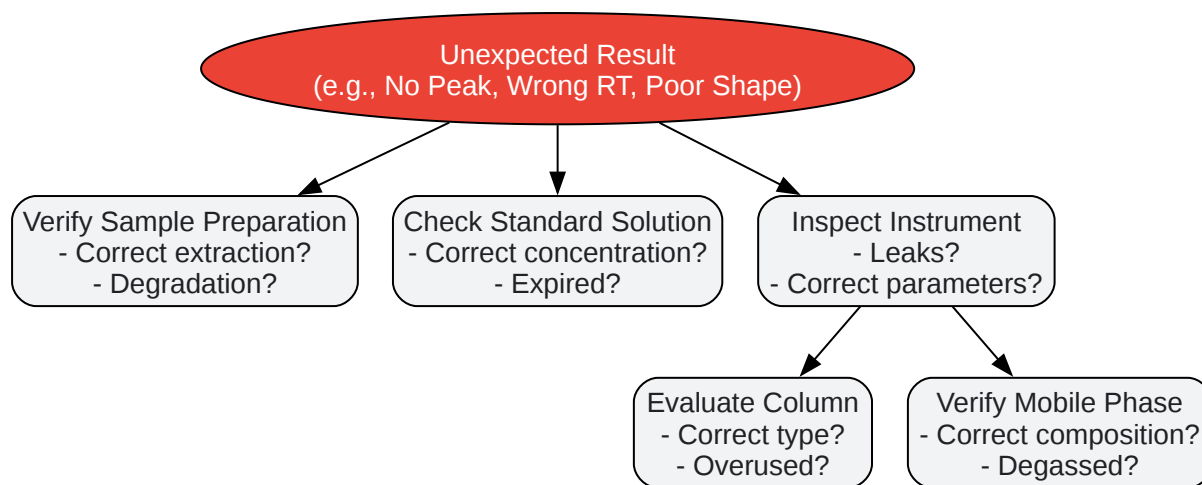 Unexpected Result
(e.g., No Peak, Wrong RT, Poor Shape)
Verify Sample Preparation
- Correct extraction?
- Degradation?
Check Standard Solution
- Correct concentration?
- Expired?
Inspect Instrument
- Leaks?
- Correct parameters?
Evaluate Column
- Correct type?
- Overused?
Verify Mobile Phase
- Correct composition?
- Degassed?